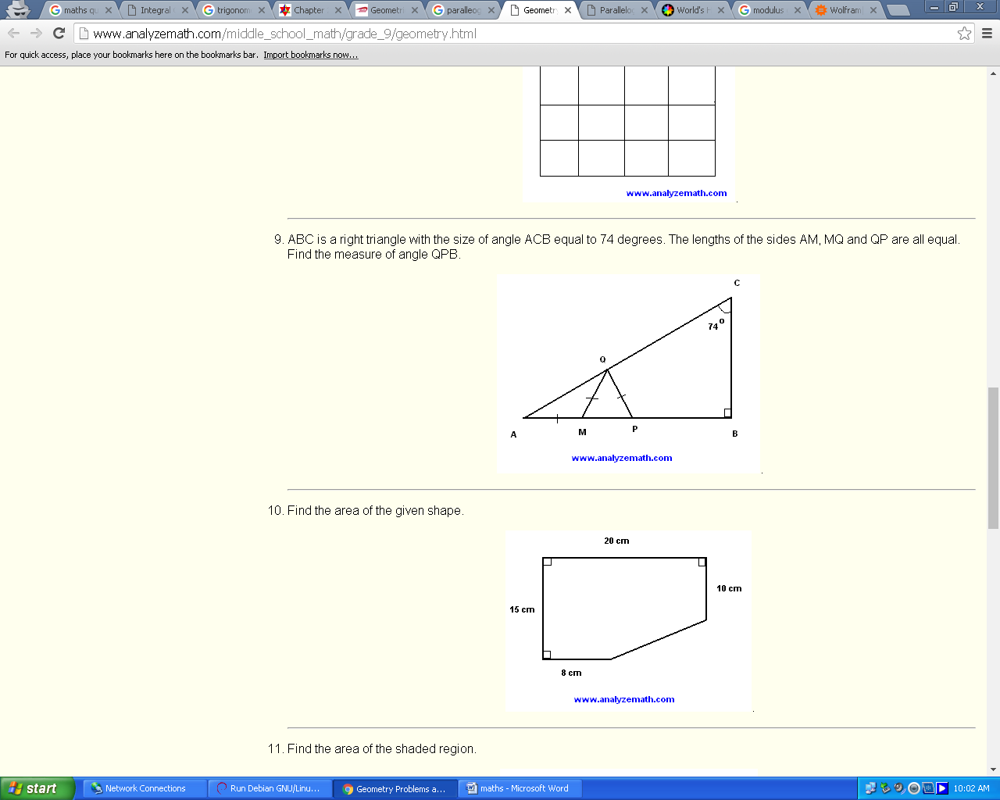 maths qu
Integral
trigonom
Chapter
Geometri
paralleog
Geometr
Parallelog
World's H
modulus
Wolfram
www.analyzemath.com/middle_school_math/grade_9/geometry.html
For quick access, place your bookmarks here on the bookmarks bar. Import bookmarks now...
www.analyzemath.com
9. ABC is a right triangle with the size of angle ACB equal to 74 degrees. The lengths of the sides AM, MQ and QP are all equal.
Find the measure of angle QPB.
C
74°
Q
A
M
P
B
www.analyzemath.com
10. Find the area of the given shape.
20 cm
10 cm
15 cm
8 cm
www.analyzemath.com
11. Find the area of the shaded region.
start
Network Connections
Run Debian GNU/Linu...
Geometry Problems a...
maths - Microsoft Word
10:02 AM